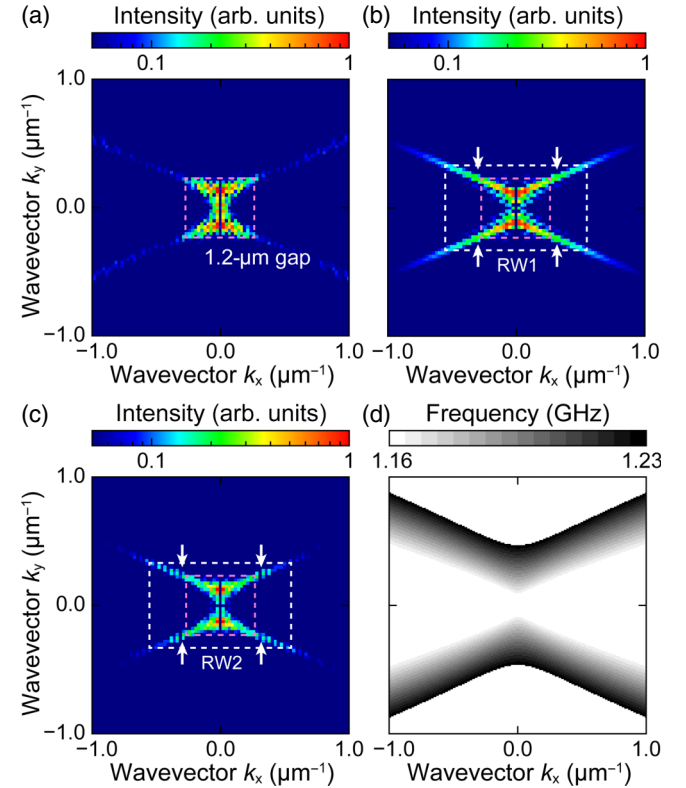 (a) Intensity (arb. units)
0.1 1
1.0
0.0
−1.0
Wavevector ky (μm⁻¹)
1.2-μm gap
−1.0 0.0 1.0
Wavevector kx (μm⁻¹)
(b) Intensity (arb. units)
0.1 1
RW1
−1.0 0.0 1.0
Wavevector kx (μm⁻¹)
(c) Intensity (arb. units)
0.1 1
1.0
0.0
−1.0
Wavevector ky (μm⁻¹)
RW2
−1.0 0.0 1.0
Wavevector kx (μm⁻¹)
(d) Frequency (GHz)
1.16 1.23
−1.0 0.0 1.0
Wavevector kx (μm⁻¹)